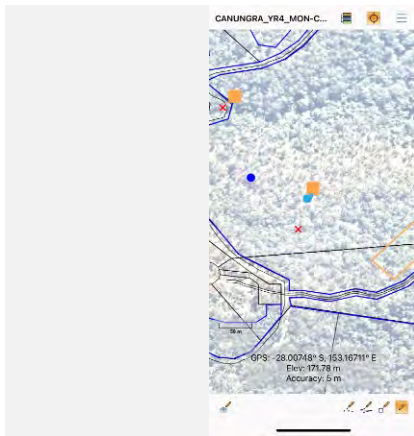 CANUNGRA_YR4_MON-C...
50 m
GPS: -28.00748° S, 153.16711° E
Elev: 171.78 m
Accuracy: 5 m